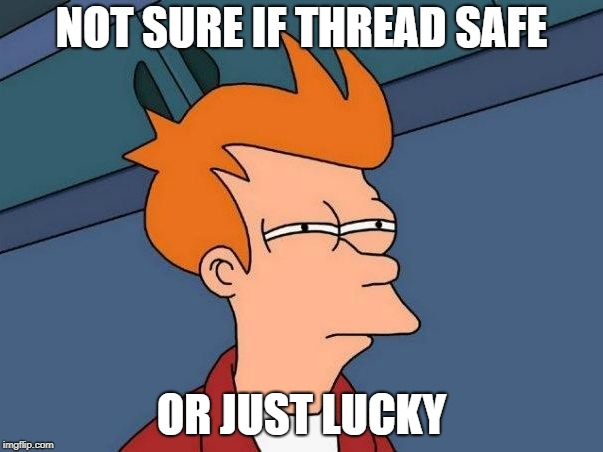 NOT SURE IF THREAD SAFE
OR JUST LUCKY
imgflip.com